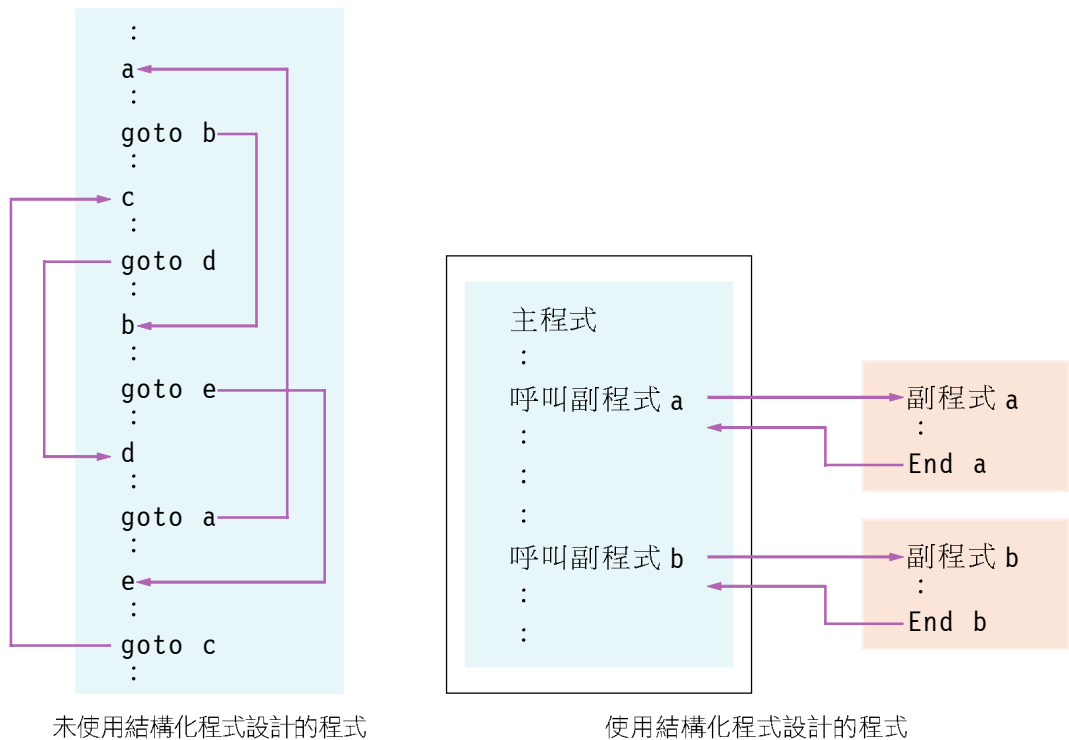 :
a
:
goto b
:
c
:
goto d
:
b
:
goto e
:
d
:
goto a
:
e
:
goto c
:
未使用結構化程式設計的程式
主程式
:
呼叫副程式 a
:
:
:
呼叫副程式 b
:
:
副程式 a
:
End a
副程式 b
:
End b
使用結構化程式設計的程式